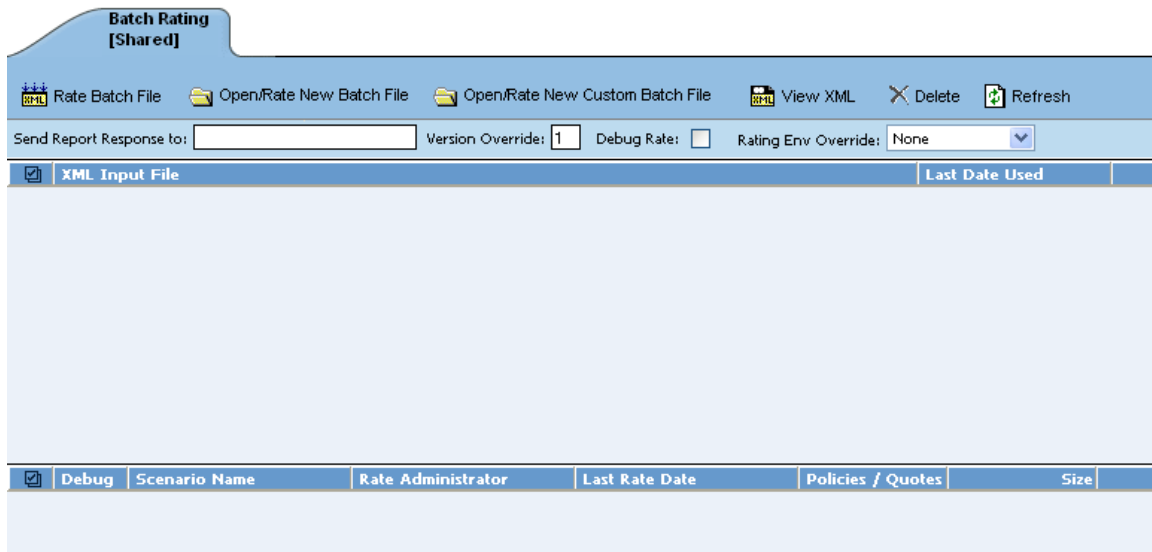 Batch Rating
[Shared]
XML Rate Batch File Open/Rate New Batch File Open/Rate New Custom Batch File XML View XML Delete Refresh
Send Report Response to: Version Override: 1 Debug Rate: Rating Env Override: None
XML Input File Last Date Used
Debug Scenario Name Rate Administrator Last Rate Date Policies / Quotes Size